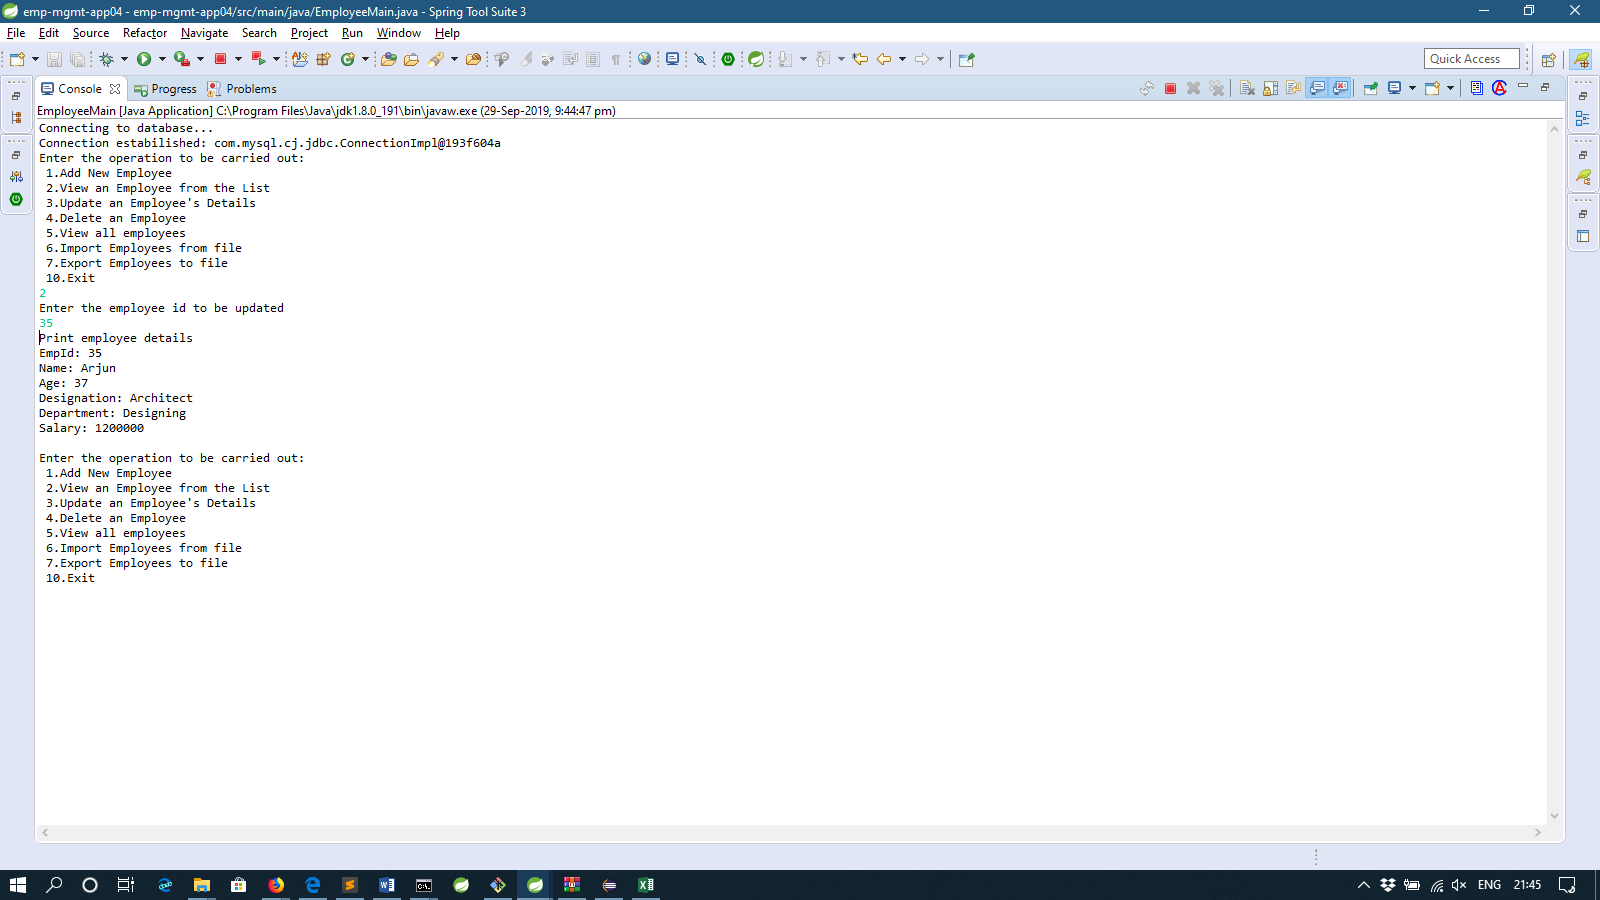 emp-mgmt-app04 - emp-mgmt-app04/src/main/java/EmployeeMain.java - Spring Tool Suite 3
File Edit Source Refactor Navigate Search Project Run Window Help
Quick Access
Console Progress Problems
EmployeeMain [Java Application] C:\Program Files\Java\jdk1.8.0_191\bin\javaw.exe (29-Sep-2019, 9:44:47 pm)
Connecting to database...
Connection estabilished: com.mysql.cj.jdbc.ConnectionImpl@193f604a
Enter the operation to be carried out:
1.Add New Employee
2.View an Employee from the List
3.Update an Employee's Details
4.Delete an Employee
5.View all employees
6.Import Employees from file
7.Export Employees to file
10.Exit
2
Enter the employee id to be updated
35
Print employee details
EmpId: 35
Name: Arjun
Age: 37
Designation: Architect
Department: Designing
Salary: 1200000
Enter the operation to be carried out:
1.Add New Employee
2.View an Employee from the List
3.Update an Employee's Details
4.Delete an Employee
5.View all employees
6.Import Employees from file
7.Export Employees to file
10.Exit
ENG 21:45